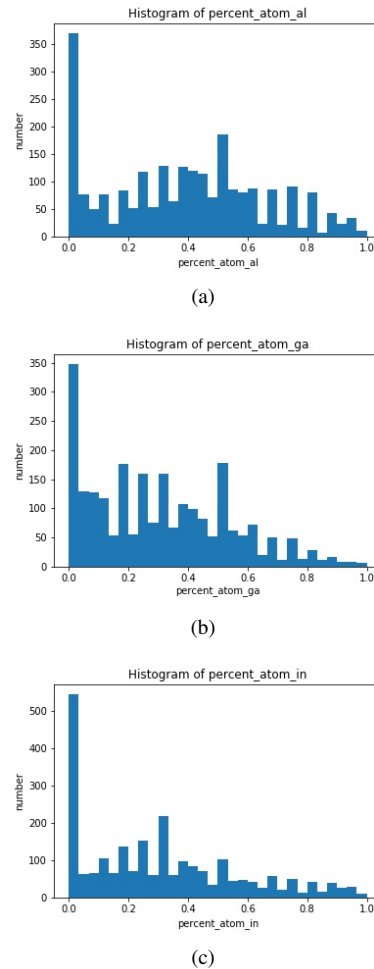 Histogram of percent_atom_al
350
300
250
200
150
100
50
0
number
0.0 0.2 0.4 0.6 0.8 1.0
percent_atom_al
(a)
Histogram of percent_atom_ga
350
300
250
200
150
100
50
0
number
0.0 0.2 0.4 0.6 0.8 1.0
percent_atom_ga
(b)
Histogram of percent_atom_in
500
400
300
200
100
0
number
0.0 0.2 0.4 0.6 0.8 1.0
percent_atom_in
(c)